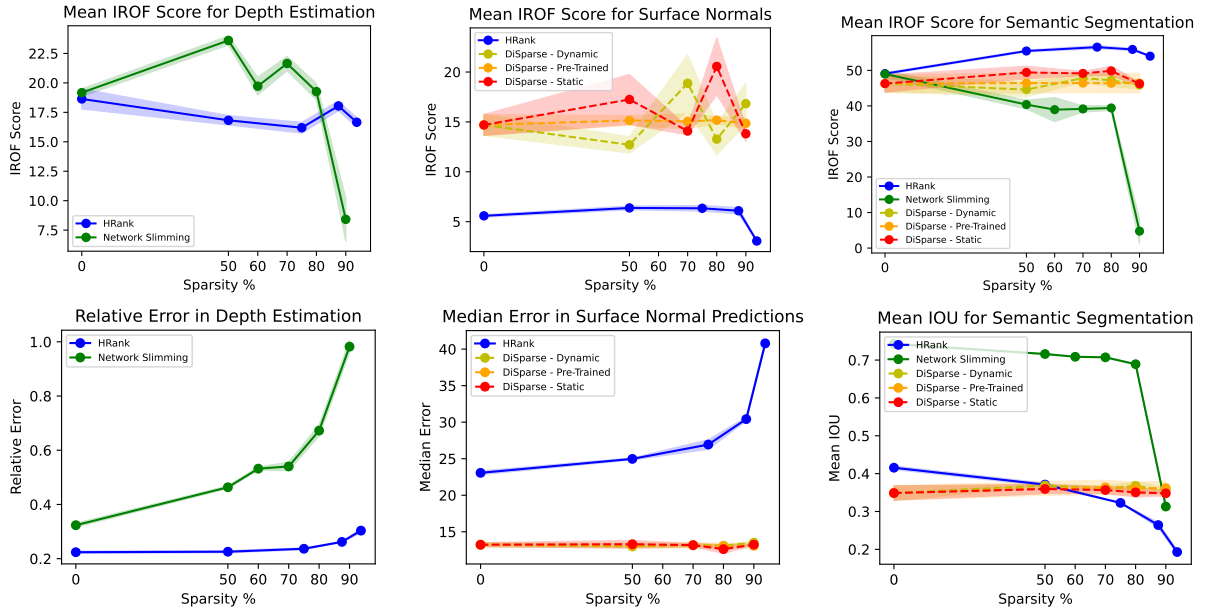 Mean IROF Score for Depth Estimation
IROF Score
22.5
20.0
17.5
15.0
12.5
10.0
7.5
HRank
Network Slimming
0
50
60
70
80
90
Sparsity %
Mean IROF Score for Surface Normals
IROF Score
20
15
10
5
HRank
DiSparse - Dynamic
DiSparse - Pre-Trained
DiSparse - Static
0
50
60
70
80
90
Sparsity %
Mean IROF Score for Semantic Segmentation
IROF Score
50
40
30
20
10
0
HRank
Network Slimming
DiSparse - Dynamic
DiSparse - Pre-Trained
DiSparse - Static
0
50
60
70
80
90
Sparsity %
Relative Error in Depth Estimation
Relative Error
1.0
0.8
0.6
0.4
0.2
HRank
Network Slimming
0
50
60
70
80
90
Sparsity %
Median Error in Surface Normal Predictions
Median Error
40
35
30
25
20
15
HRank
DiSparse - Dynamic
DiSparse - Pre-Trained
DiSparse - Static
0
50
60
70
80
90
Sparsity %
Mean IOU for Semantic Segmentation
Mean IOU
0.7
0.6
0.5
0.4
0.3
0.2
HRank
Network Slimming
DiSparse - Dynamic
DiSparse - Pre-Trained
DiSparse - Static
0
50
60
70
80
90
Sparsity %